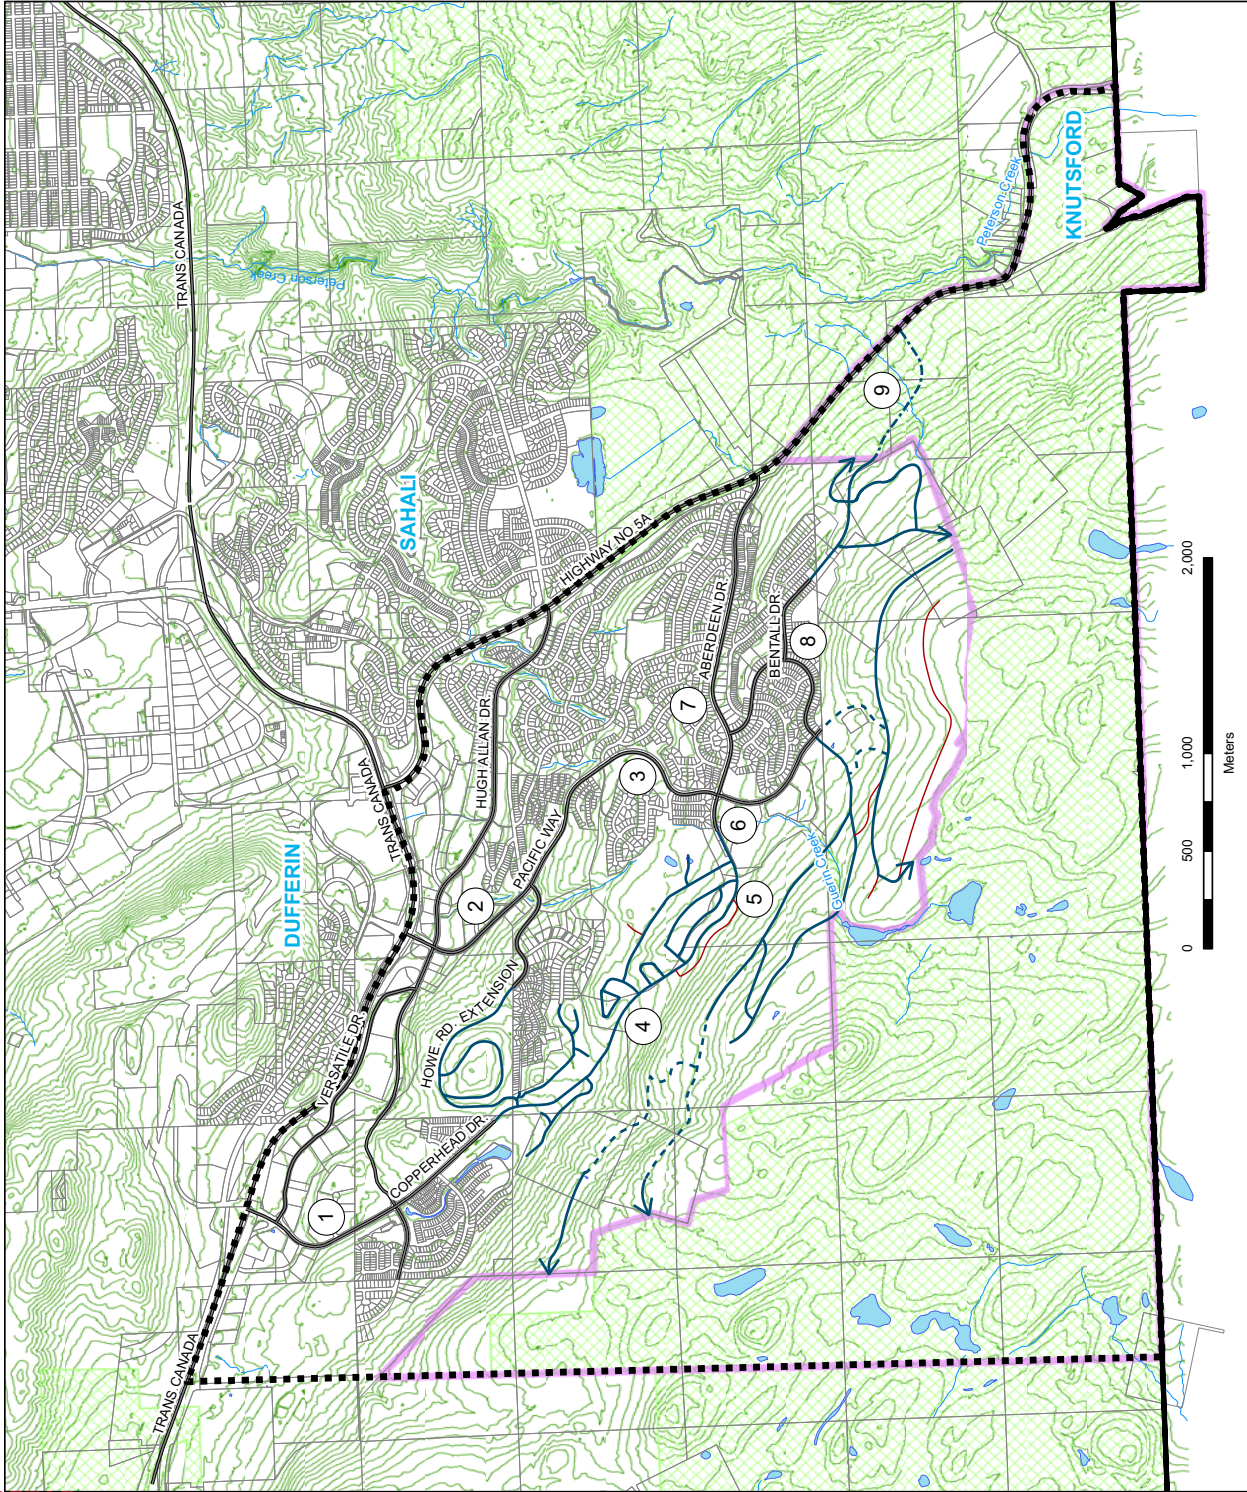 TRANS CANADA
TRANS CANADA
TRANS CANADA
VERSATILE DR.
DUFFERIN
SAHALI
KNUTSFORD
Peterson Creek
Peterson Creek
HUGH ALLAN DR.
HIGHWAY NO.5A
PACIFIC WAY
HOWE RD. EXTENSION
COPPERHEAD DR.
ABERDEEN DR.
BENTALL DR.
Guerin Creek
1
2
3
4
5
6
7
8
9
0 500 1,000 2,000
Meters